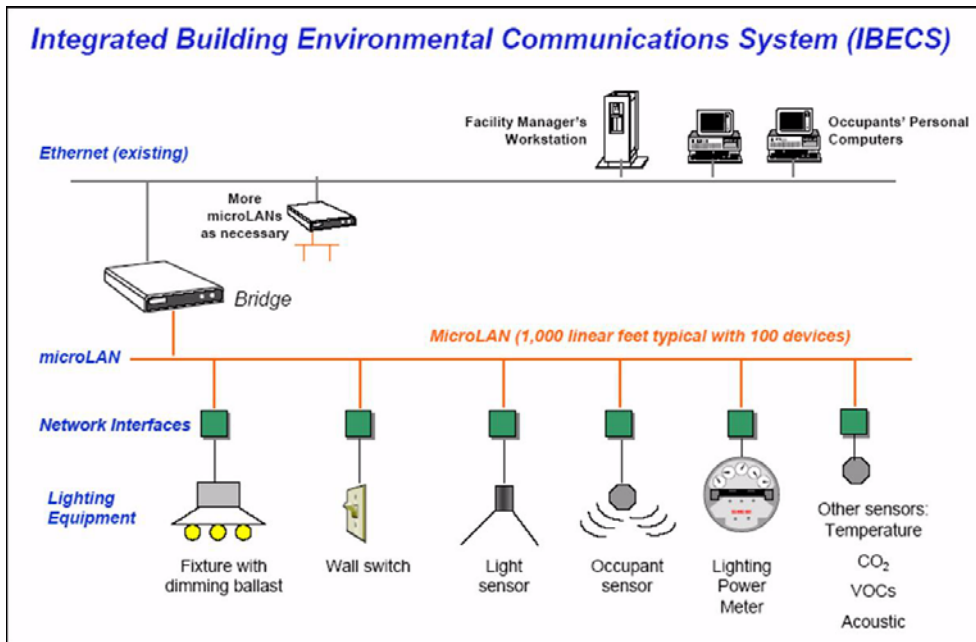 Integrated Building Environmental Communications System (IBECS)
Facility Manager's
Workstation
Occupants' Personal
Computers
Ethernet (existing)
More
microLANs
as necessary
Bridge
MicroLAN (1,000 linear feet typical with 100 devices)
microLAN
Network Interfaces
Lighting
Equipment
Fixture with
dimming ballast
Wall switch
Light
sensor
Occupant
sensor
Lighting
Power
Meter
Other sensors:
Temperature
CO₂
VOCs
Acoustic